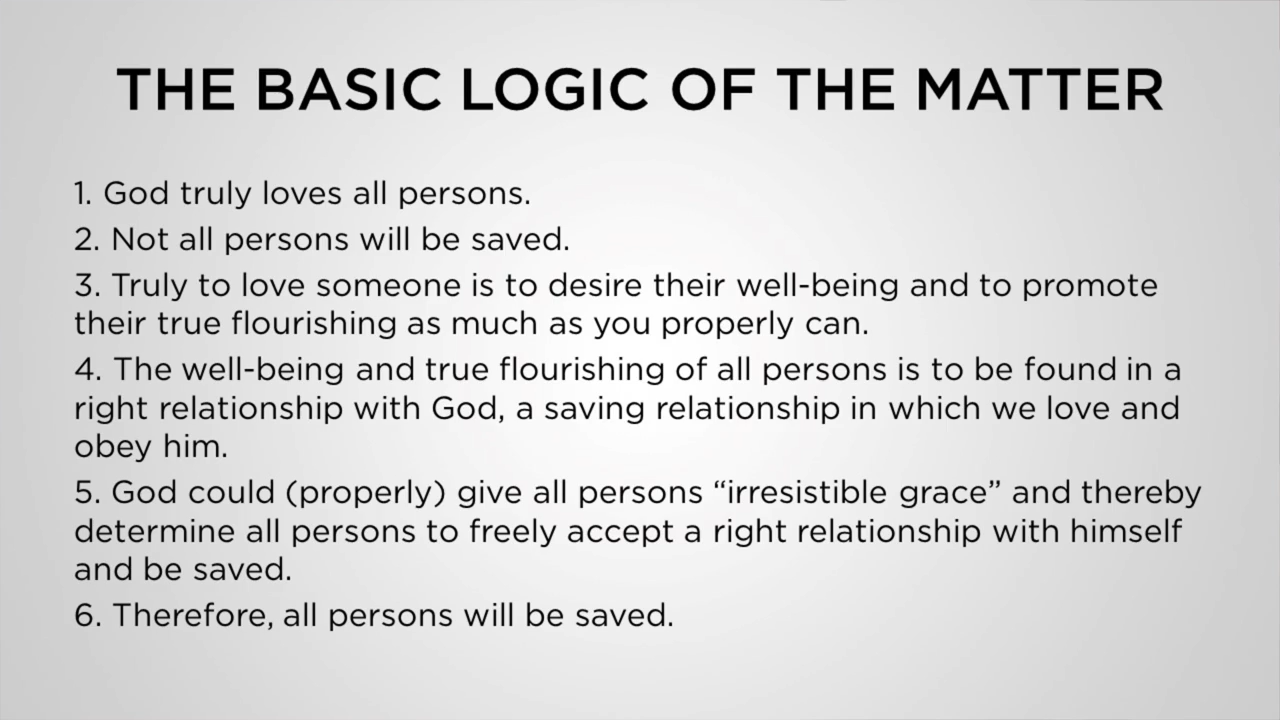 THE BASIC LOGIC OF THE MATTER
1. God truly loves all persons.
2. Not all persons will be saved.
3. Truly to love someone is to desire their well-being and to promote
their true flourishing as much as you properly can.
4. The well-being and true flourishing of all persons is to be found in a
right relationship with God, a saving relationship in which we love and
obey him.
5. God could (properly) give all persons “irresistible grace” and thereby
determine all persons to freely accept a right relationship with himself
and be saved.
6. Therefore, all persons will be saved.